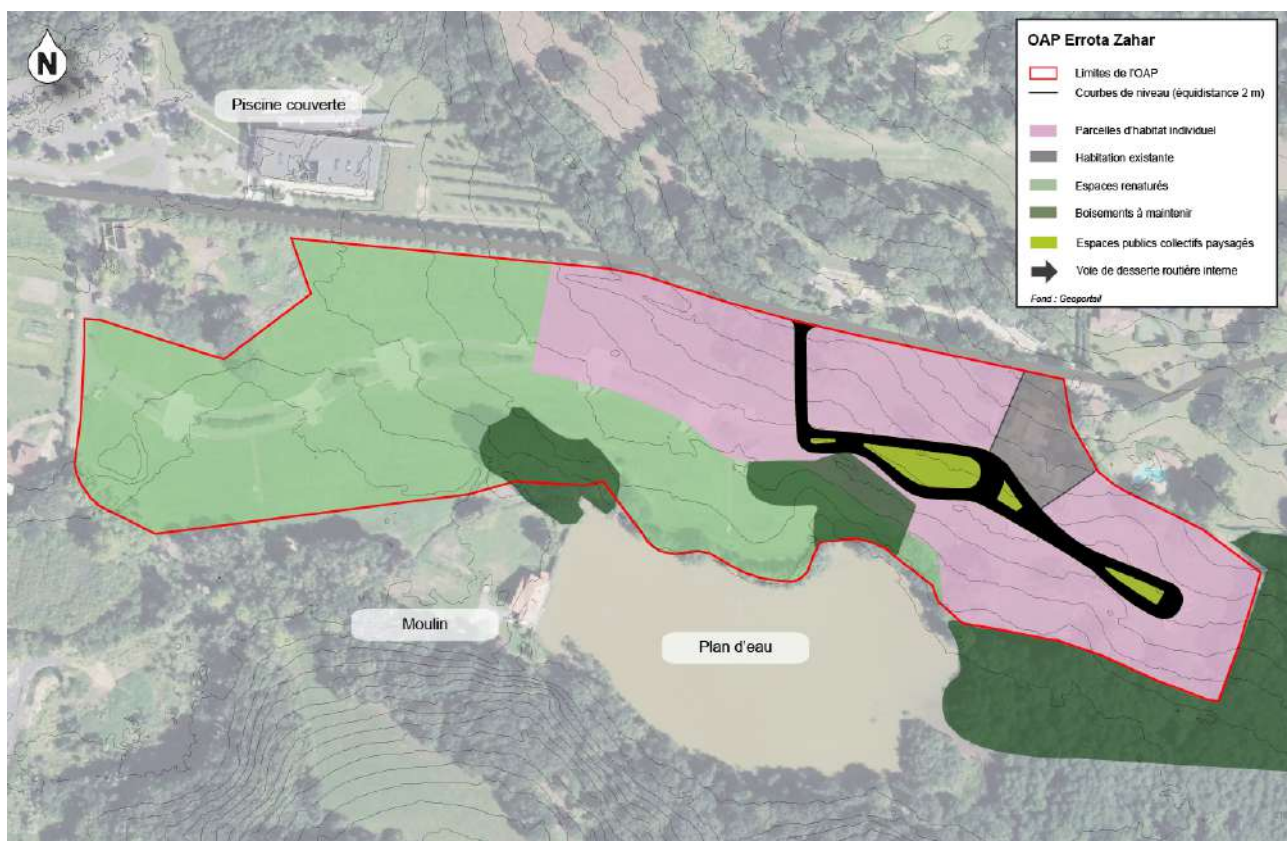 N
Piscine couverte
OAP Errota Zahar
Limites de l'OAP
Courbes de niveau (équidistance 2 m)
Parcelles d'habitat individuel
Habitation existante
Espaces renaturés
Boisements à maintenir
Espaces publics collectifs paysagés
Voie de desserte routière interne
Fond : Geoportail
Moulin
Plan d'eau